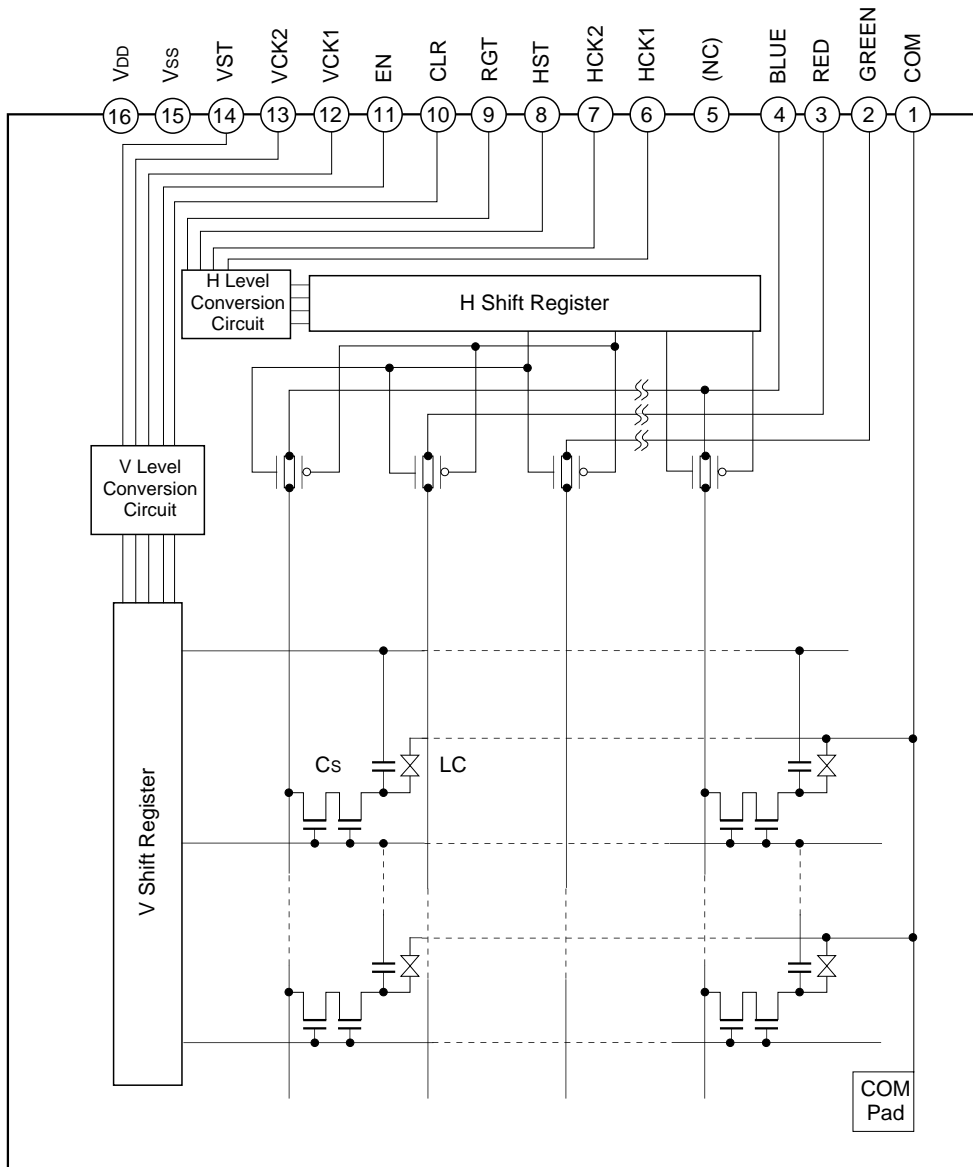 VDD
VSS
VST
VCK2
VCK1
EN
CLR
RGT
HST
HCK2
HCK1
(NC)
BLUE
RED
GREEN
COM
16
15
14
13
12
11
10
9
8
7
6
5
4
3
2
1
H Level
Conversion
Circuit
H Shift Register
V Level
Conversion
Circuit
V Shift Register
Cs
LC
COM
Pad